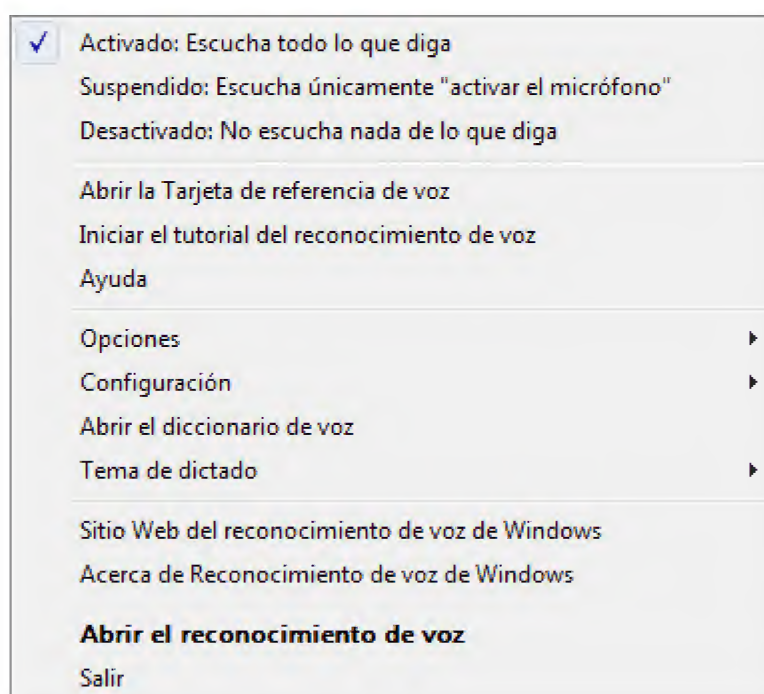 Activado: Escucha todo lo que diga
Suspendido: Escucha únicamente "activar el micrófono"
Desactivado: No escucha nada de lo que diga
Abrir la Tarjeta de referencia de voz
Iniciar el tutorial del reconocimiento de voz
Ayuda
Opciones
Configuración
Abrir el diccionario de voz
Tema de dictado
Sitio Web del reconocimiento de voz de Windows
Acerca de Reconocimiento de voz de Windows
Abrir el reconocimiento de voz
Salir